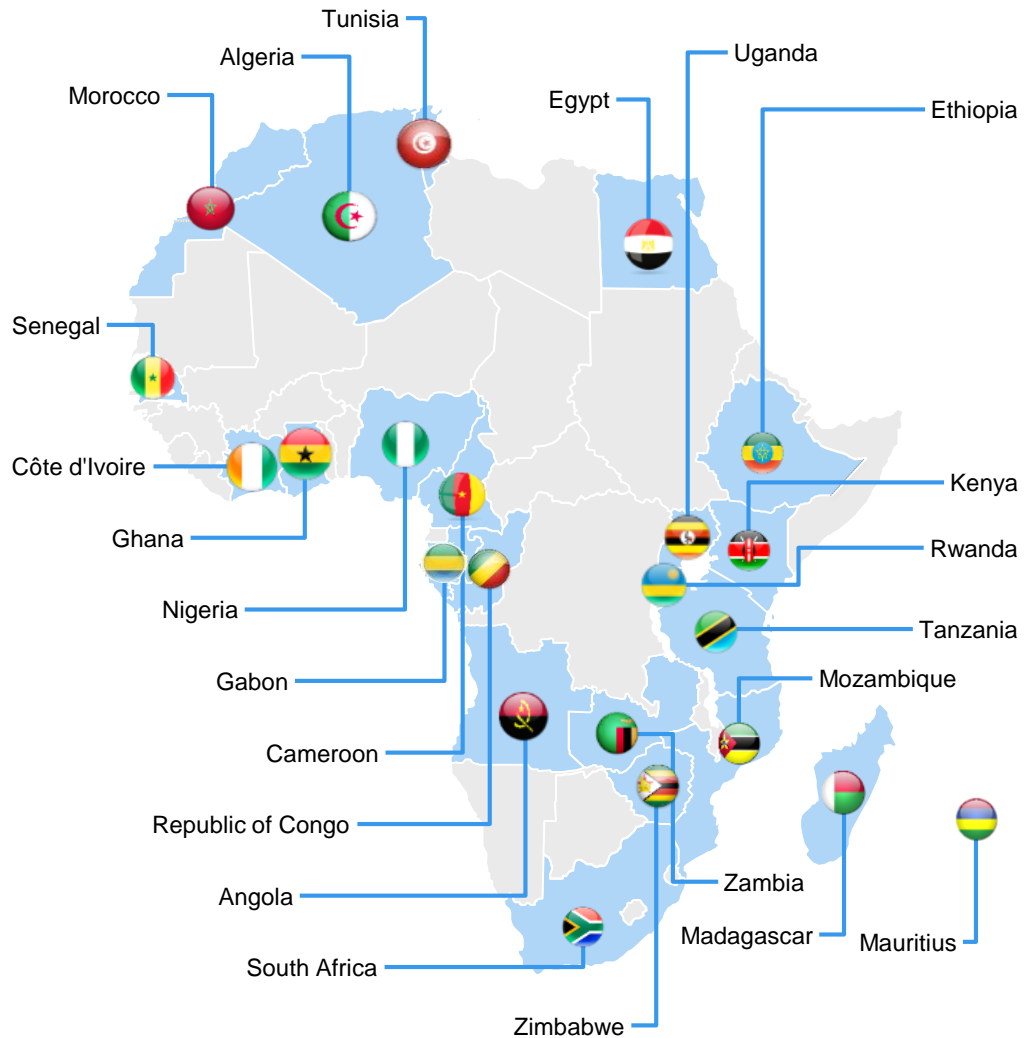 Tunisia
Uganda
Algeria
Morocco
Egypt
Ethiopia
Senegal
Côte d'Ivoire
Kenya
Ghana
Rwanda
Nigeria
Tanzania
Gabon
Mozambique
Cameroon
Republic of Congo
Zambia
Angola
Madagascar
Mauritius
South Africa
Zimbabwe